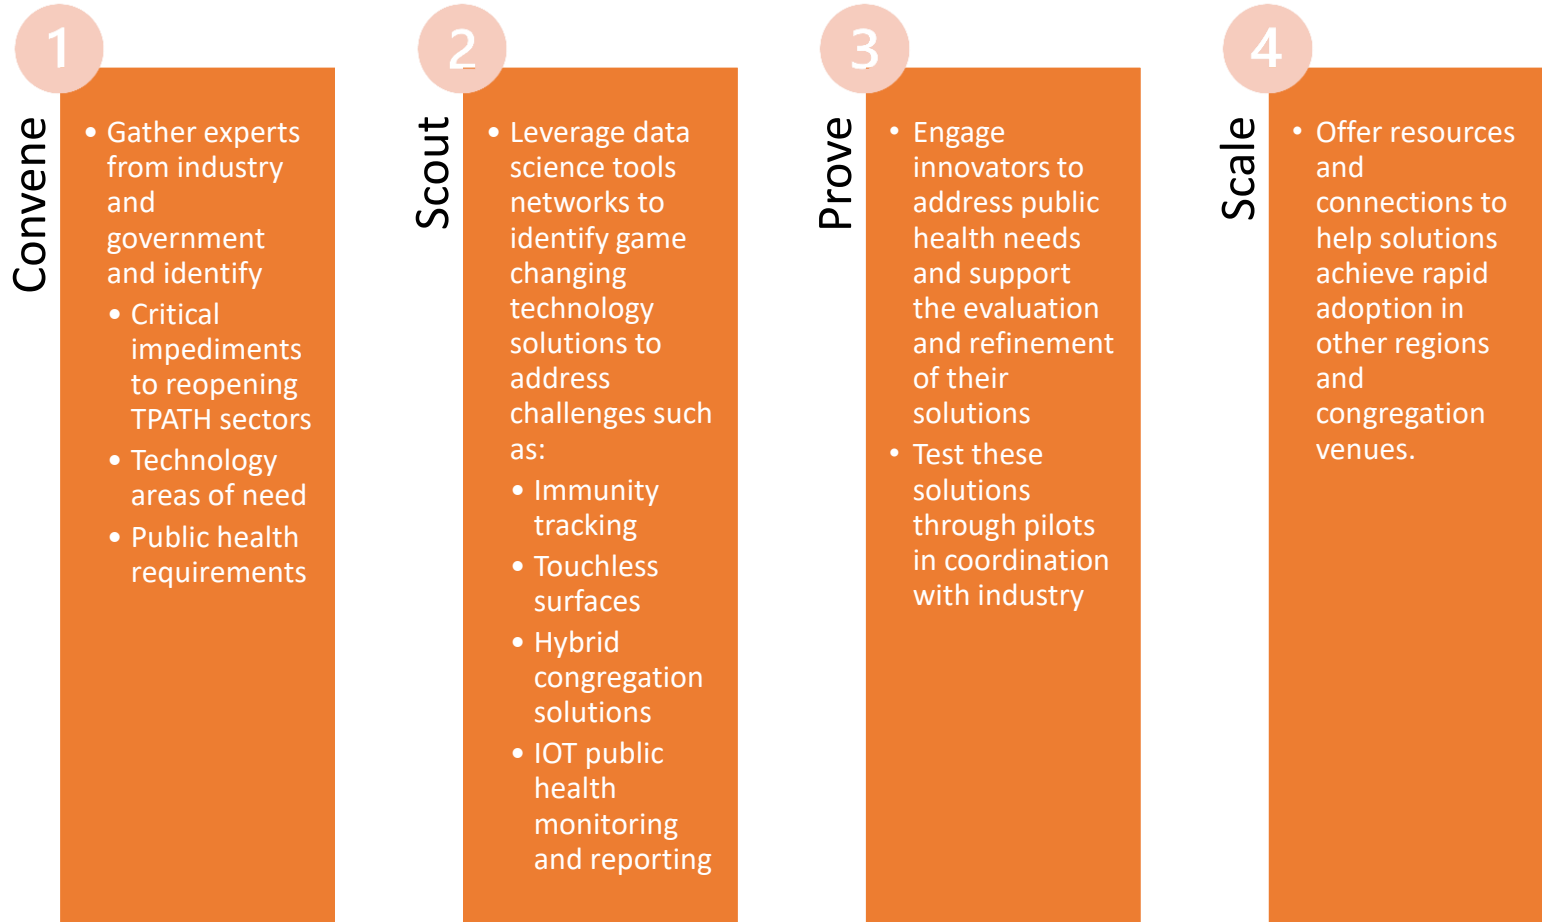 1
Convene
• Gather experts
from industry
and
government
and identify
• Critical
impediments
to reopening
TPATH sectors
• Technology
areas of need
• Public health
requirements
2
Scout
• Leverage data
science tools
networks to
identify game
changing
technology
solutions to
address
challenges such
as:
• Immunity
tracking
• Touchless
surfaces
• Hybrid
congregation
solutions
• IOT public
health
monitoring
and reporting
3
Prove
• Engage
innovators to
address public
health needs
and support
the evaluation
and refinement
of their
solutions
• Test these
solutions
through pilots
in coordination
with industry
4
Scale
• Offer resources
and
connections to
help solutions
achieve rapid
adoption in
other regions
and
congregation
venues.